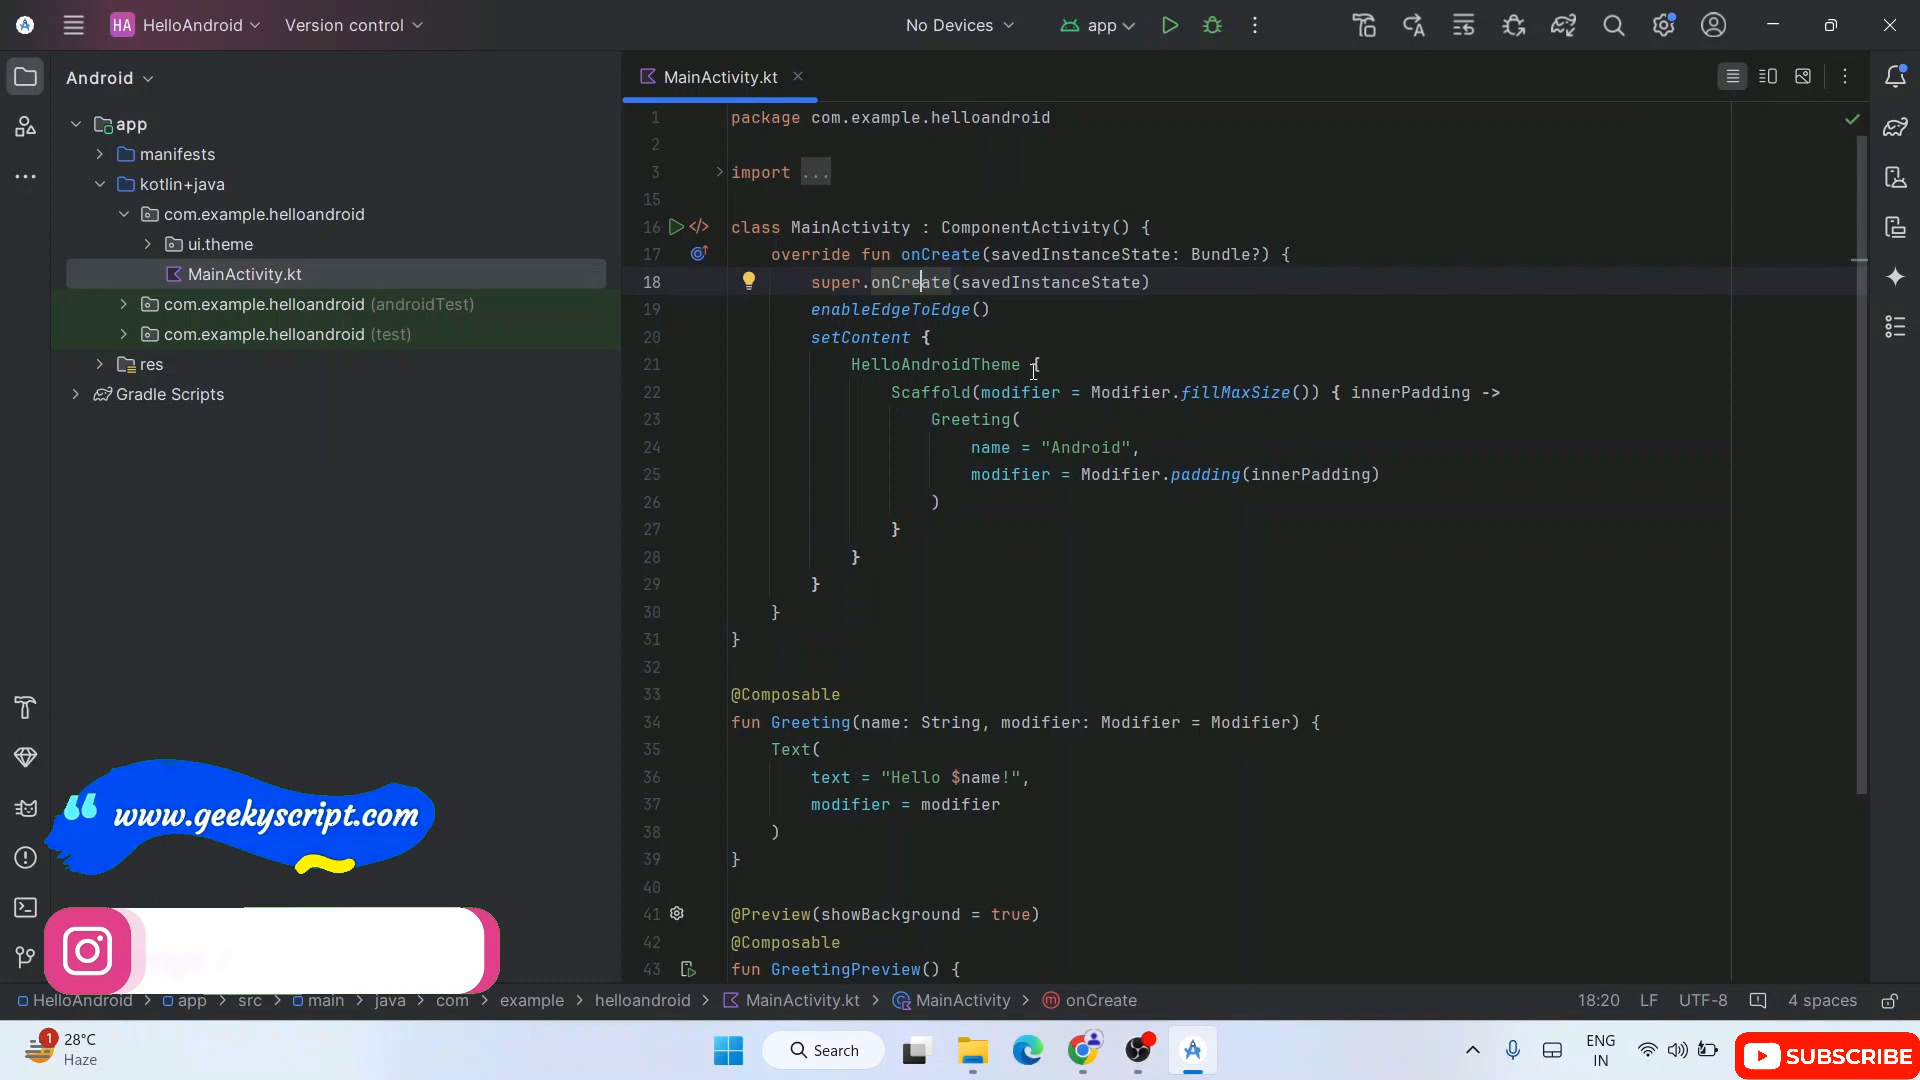 HA HelloAndroid Version control No Devices app
Android
MainActivity.kt
app
manifests
kotlin+java
com.example.helloandroid
ui.theme
MainActivity.kt
com.example.helloandroid (androidTest)
com.example.helloandroid (test)
res
Gradle Scripts
1 package com.example.helloandroid
2
3 import ...
15
16 class MainActivity : ComponentActivity() {
17 override fun onCreate(savedInstanceState: Bundle?) {
18 super.onCreate(savedInstanceState)
19 enableEdgeToEdge()
20 setContent {
21 HelloAndroidTheme {
22 Scaffold(modifier = Modifier.fillMaxSize()) { innerPadding ->
23 Greeting(
24 name = "Android",
25 modifier = Modifier.padding(innerPadding)
26 )
27 }
28 }
29 }
30 }
31 }
32
33 @Composable
34 fun Greeting(name: String, modifier: Modifier = Modifier) {
35 Text(
36 text = "Hello $name!",
37 modifier = modifier
38 )
39 }
40
41 @Preview(showBackground = true)
42 @Composable
43 fun GreetingPreview() {
www.geekyscript.com
HelloAndroid > app > src > main > java > com > example > helloandroid > MainActivity.kt > MainActivity > onCreate
18:20 LF UTF-8 4 spaces
1 28°C
Haze
Search
ENG
IN
SUBSCRIBE